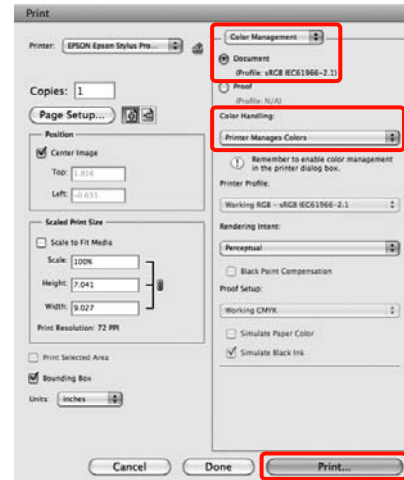 Print
Printer: EPSON Epson Stylus Pro...
Copies: 1
Page Setup...
Position
Center Image
Top: 1.816
Left: -0.633
Scaled Print Size
Scale to Fit Media
Scale: 100%
Height: 7.041
Width: 9.027
Print Resolution: 72 PPI
Print Selected Area
Bounding Box
Units: inches
Color Management
Document
(Profile: sRGB IEC61966-2.1)
Proof
(Profile: N/A)
Color Handling:
Printer Manages Colors
Remember to enable color management
in the printer dialog box.
Printer Profile:
Working RGB - sRGB IEC61966-2.1
Rendering Intent:
Perceptual
Black Point Compensation
Proof Setup:
Working CMYK
Simulate Paper Color
Simulate Black Ink
Cancel
Done
Print...